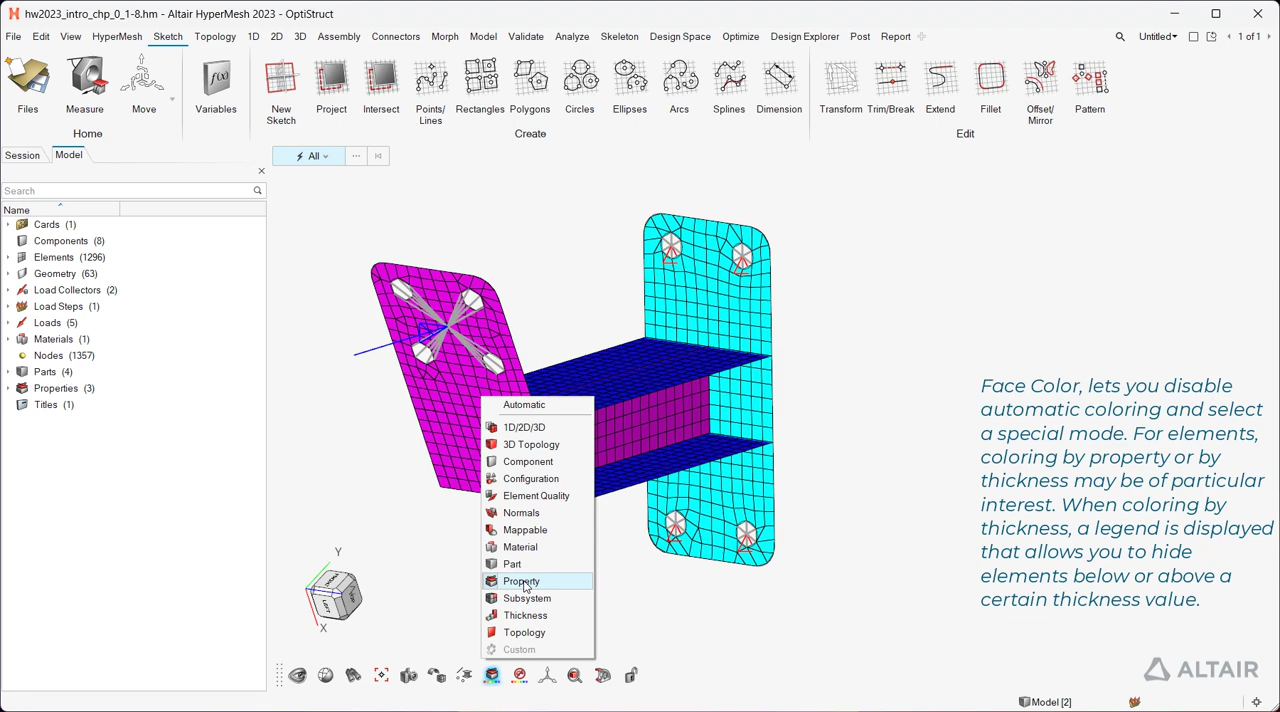 hw2023_intro_chp_0_1-8.hm - Altair HyperMesh 2023 - OptiStruct
File Edit View HyperMesh Sketch Topology 1D 2D 3D Assembly Connectors Morph Model Validate Analyze Skeleton Design Space Optimize Design Explorer Post Report Untitled 1 of 1
Files Measure Move Variables New Sketch Project Intersect Points/Lines Rectangles Polygons Circles Ellipses Arcs Splines Dimension Transform Trim/Break Extend Fillet Offset/Mirror Pattern
Home Create Edit
Session Model
All
Search
Name
Cards (1)
Components (8)
Elements (1296)
Geometry (63)
Load Collectors (2)
Load Steps (1)
Loads (5)
Materials (1)
Nodes (1357)
Parts (4)
Properties (3)
Titles (1)
Automatic
1D/2D/3D
3D Topology
Component
Configuration
Element Quality
Normals
Mappable
Material
Part
Property
Subsystem
Thickness
Topology
Custom
Face Color, lets you disable
automatic coloring and select
a special mode. For elements,
coloring by property or by
thickness may be of particular
interest. When coloring by
thickness, a legend is displayed
that allows you to hide
elements below or above a
certain thickness value.
Y
X
LEFT
ALTAIR
Model [2]